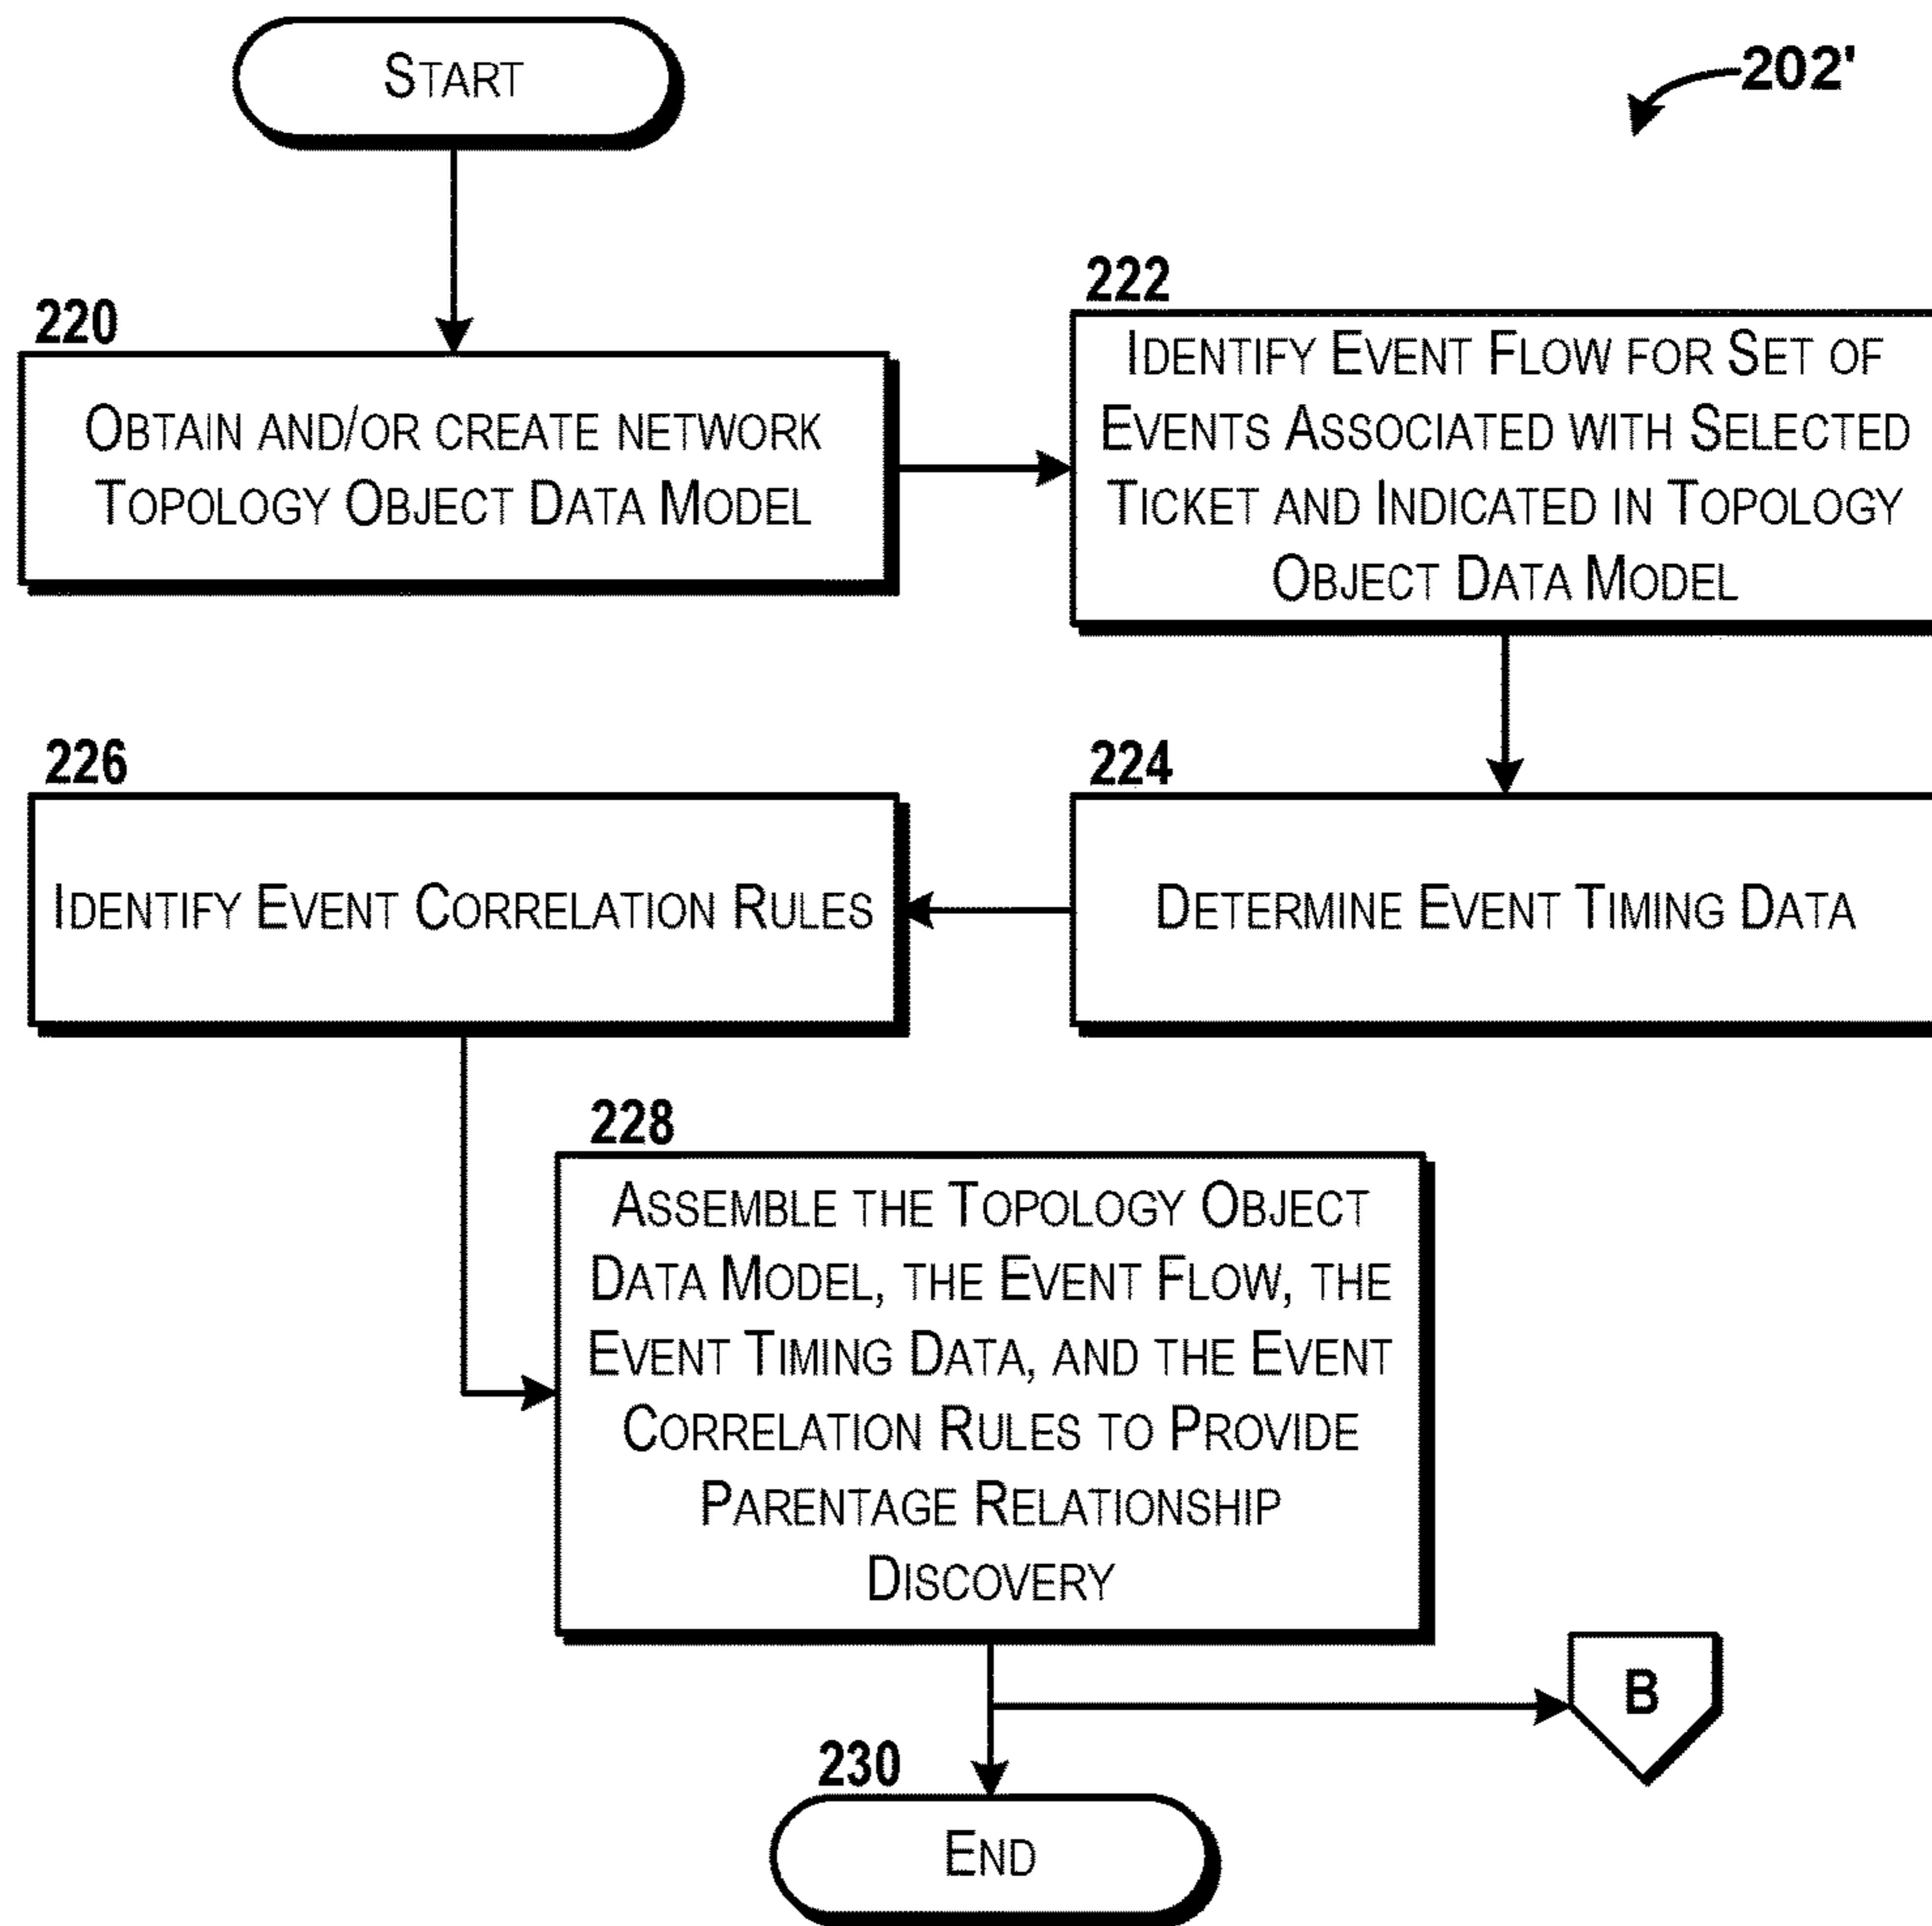 START
202'
220
OBTAIN AND/OR CREATE NETWORK
TOPOLOGY OBJECT DATA MODEL
222
IDENTIFY EVENT FLOW FOR SET OF
EVENTS ASSOCIATED WITH SELECTED
TICKET AND INDICATED IN TOPOLOGY
OBJECT DATA MODEL
224
DETERMINE EVENT TIMING DATA
226
IDENTIFY EVENT CORRELATION RULES
228
ASSEMBLE THE TOPOLOGY OBJECT
DATA MODEL, THE EVENT FLOW, THE
EVENT TIMING DATA, AND THE EVENT
CORRELATION RULES TO PROVIDE
PARENTAGE RELATIONSHIP
DISCOVERY
B
230
END